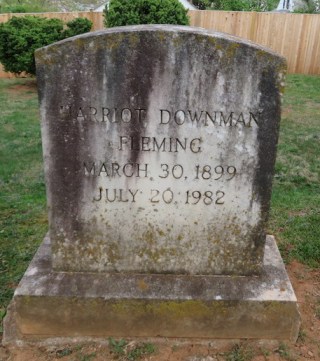 HARRIOT DOWNMAN
FLEMING
MARCH 30, 1899
JULY 20, 1982